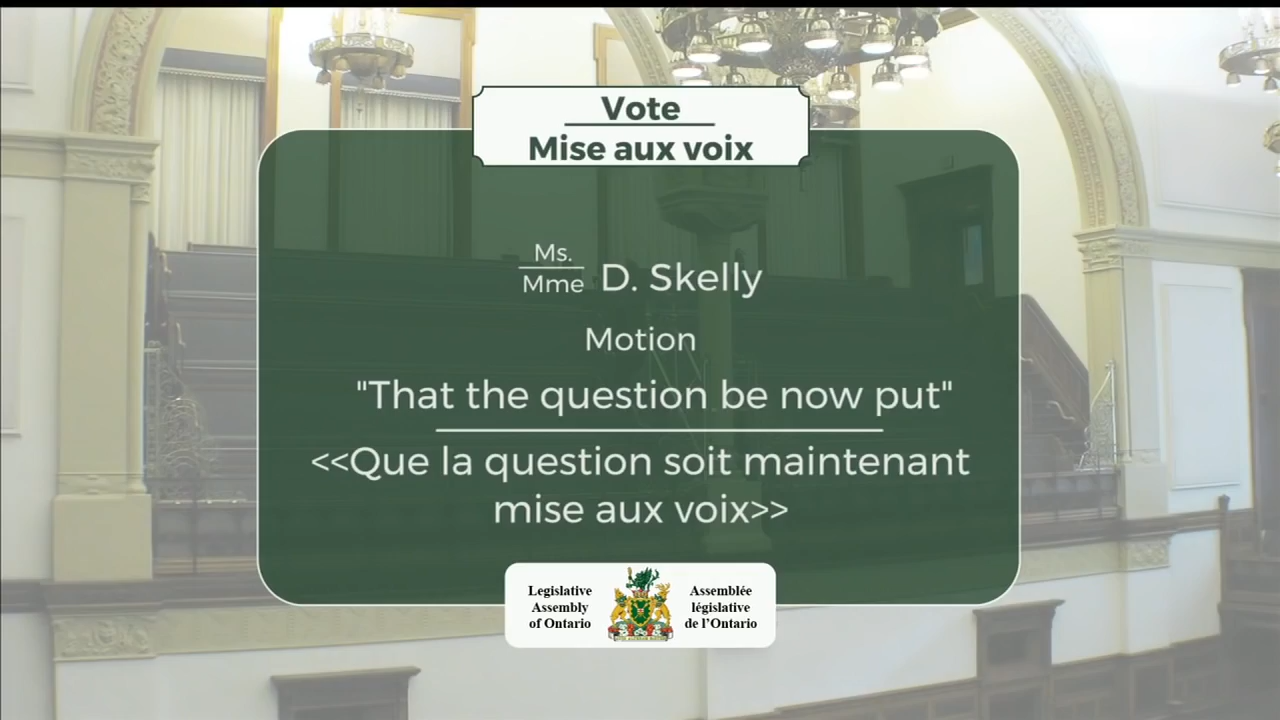 Vote
Mise aux voix
Ms.
Mme
D. Skelly
Motion
"That the question be now put"
<<Que la question soit maintenant
mise aux voix>>
Legislative
Assembly
of Ontario
Assemblée
législative
de l'Ontario